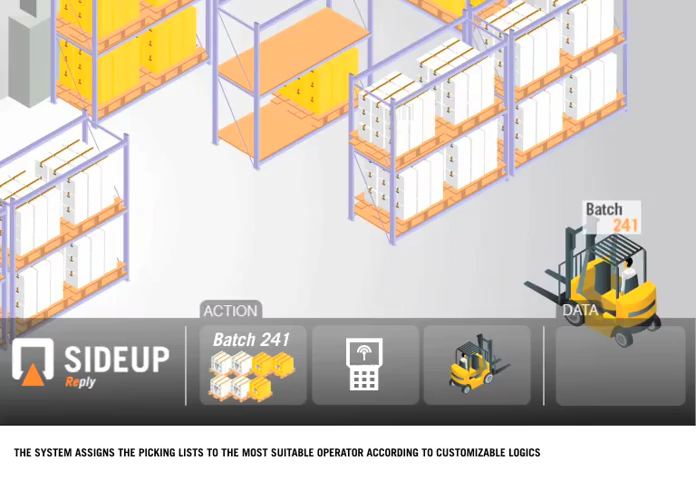 Batch
241
ACTION
DATA
Batch 241
SIDEUP
Reply
THE SYSTEM ASSIGNS THE PICKING LISTS TO THE MOST SUITABLE OPERATOR ACCORDING TO CUSTOMIZABLE LOGICS